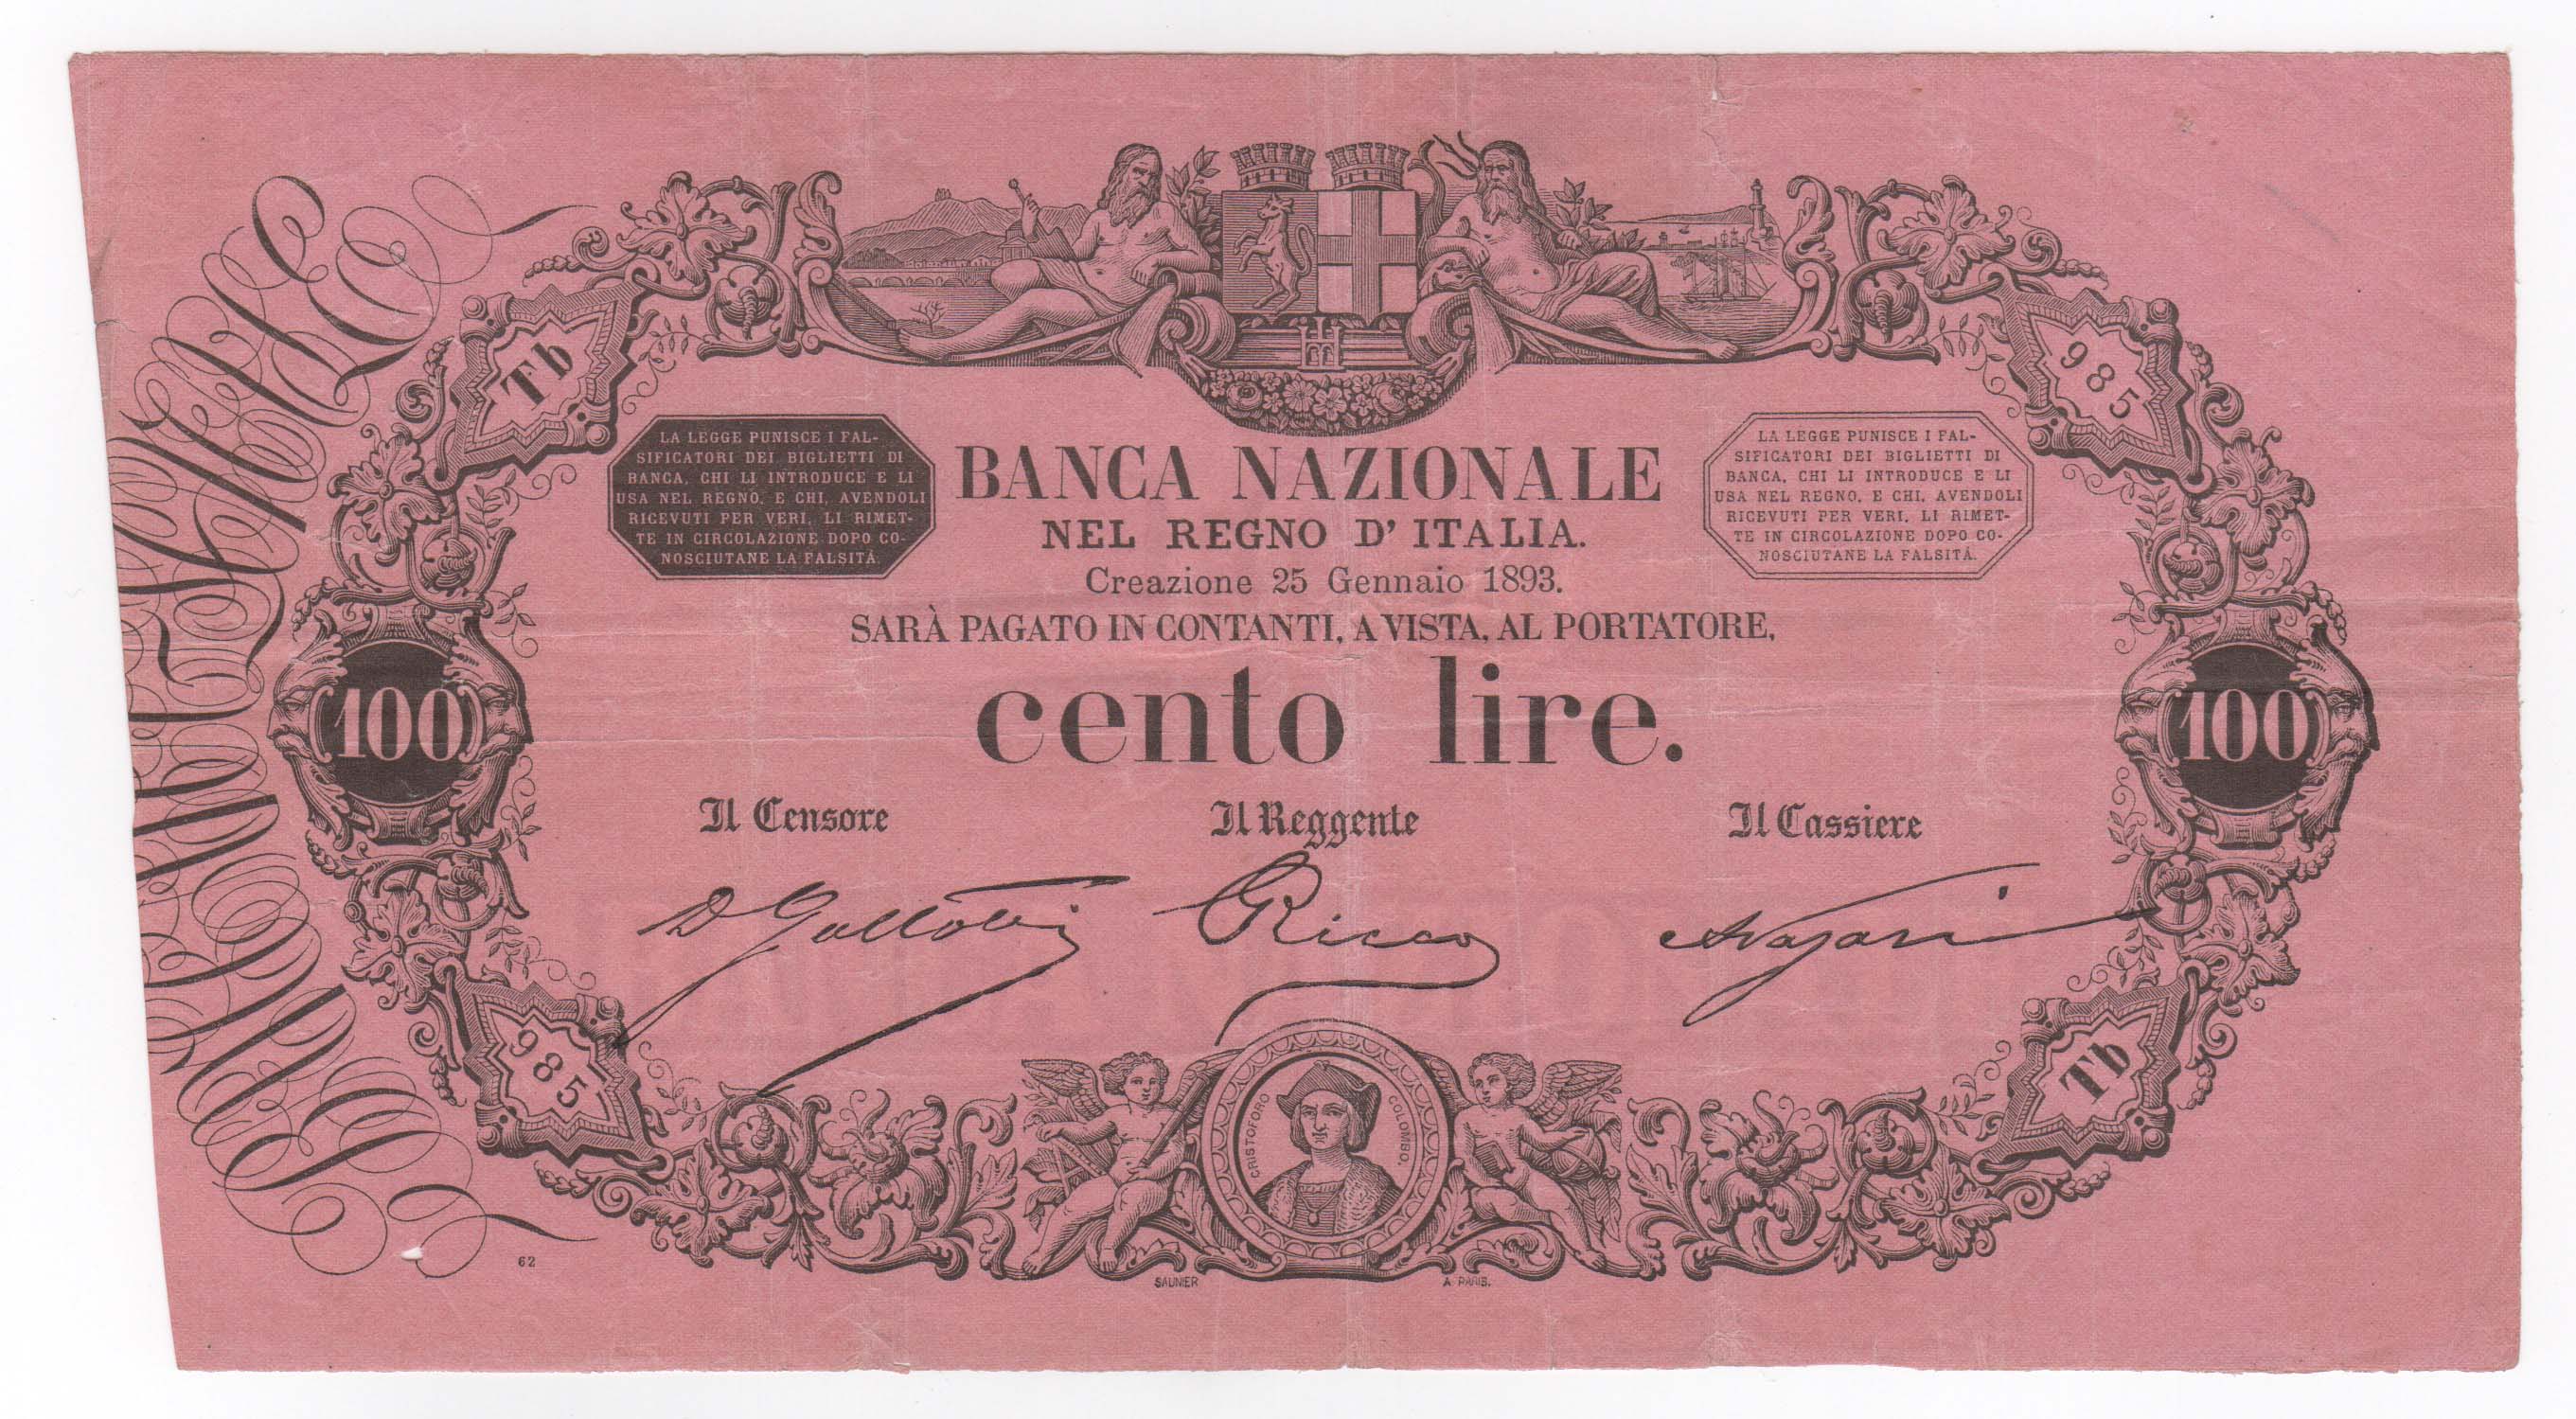 Tb
985
LA LEGGE PUNISCE I FAL-
SIFICATORI DEI BIGLIETTI DI
BANCA, CHI LI INTRODUCE E LI
USA NEL REGNO, E CHI, AVENDOLI
RICEVUTI PER VERI, LI RIMET-
TE IN CIRCOLAZIONE DOPO CO-
NOSCIUTANE LA FALSITÀ.
BANCA NAZIONALE
NEL REGNO D'ITALIA.
Creazione 25 Gennaio 1893.
LA LEGGE PUNISCE I FAL-
SIFICATORI DEI BIGLIETTI DI
BANCA, CHI LI INTRODUCE E LI
USA NEL REGNO, E CHI, AVENDOLI
RICEVUTI PER VERI, LI RIMET-
TE IN CIRCOLAZIONE DOPO CO-
NOSCIUTANE LA FALSITÀ.
SARÀ PAGATO IN CONTANTI, A VISTA, AL PORTATORE,
100
cento lire.
100
Il Censore
Il Reggente
Il Cassiere
985
Tb
CRISTOFORO COLOMBO.
62
SAUNIER
A PARIS.